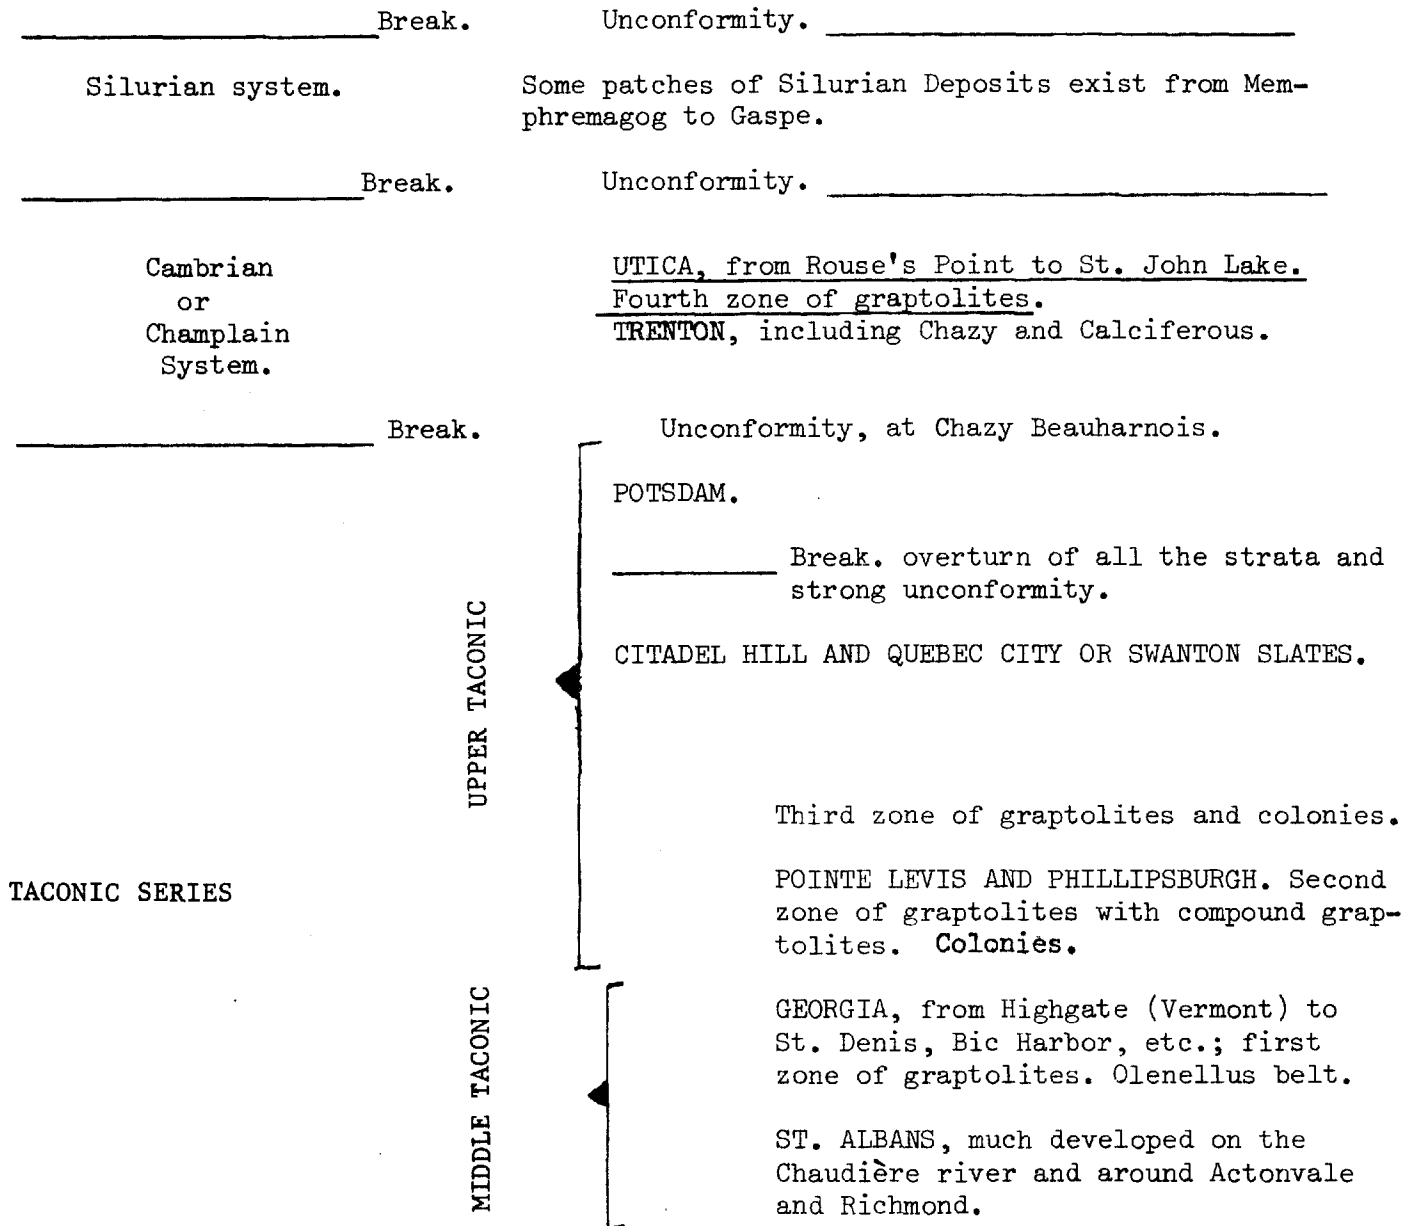 Break. Unconformity.
Silurian system. Some patches of Silurian Deposits exist from Mem-
phremagog to Gaspe.
Break. Unconformity.
Cambrian
or
Champlain
System.
UTICA, from Rouse's Point to St. John Lake.
Fourth zone of graptolites.
TRENTON, including Chazy and Calciferous.
Break. Unconformity, at Chazy Beauharnois.
TACONIC SERIES
UPPER TACONIC
POTSDAM.
Break. overturn of all the strata and
strong unconformity.
CITADEL HILL AND QUEBEC CITY OR SWANTON SLATES.
Third zone of graptolites and colonies.
POINTE LEVIS AND PHILLIPSBURGH. Second
zone of graptolites with compound grap-
tolites. Colonies.
MIDDLE TACONIC
GEORGIA, from Highgate (Vermont) to
St. Denis, Bic Harbor, etc.; first
zone of graptolites. Olenellus belt.
ST. ALBANS, much developed on the
Chaudière river and around Actonvale
and Richmond.